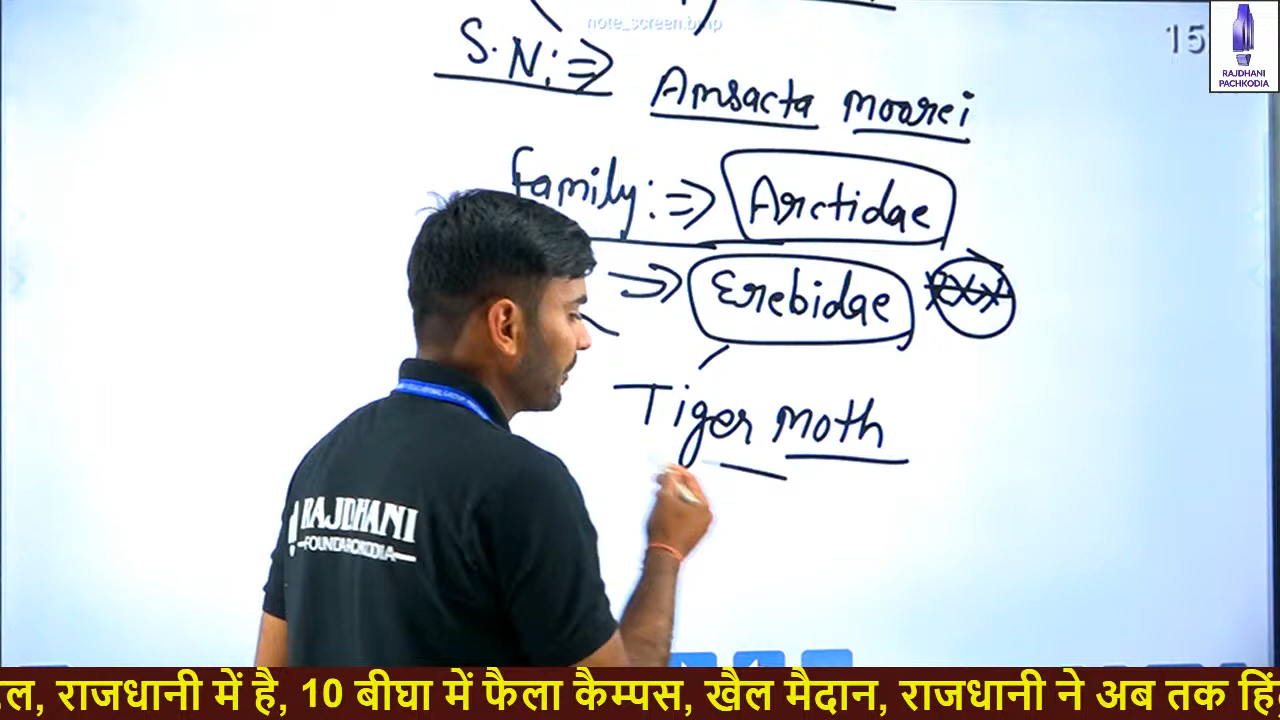 note_screen.bmp
15
S.N:⇒ Amsacta moorei
RAJDHANI
PACHKODIA
family:⇒ Arctidae
⇒ Erebidae
Tiger moth
RAJDHANI
ल, राजधानी में है, 10 बीघा में फैला कैम्पस, खैल मैदान, राजधानी ने अब तक हिं